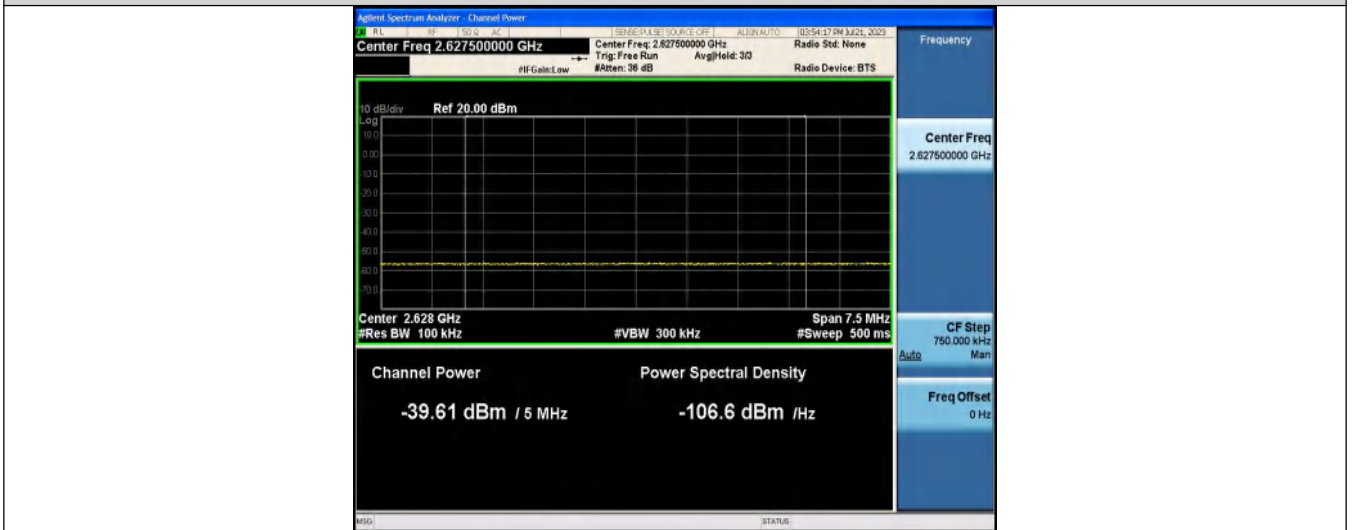 Agilent Spectrum Analyzer - Channel Power
RL RF 50 Ω AC SENSE:PULSE SOURCE OFF ALIGN AUTO 03:54:17 PM Jul 21, 2023
Center Freq 2.627500000 GHz
Center Freq: 2.627500000 GHz
Radio Std: None
Trig: Free Run Avg|Hold: 3/3
#IFGain:Low #Atten: 36 dB Radio Device: BTS
10 dB/div Ref 20.00 dBm
Log
10.0
0.00
-10.0
-20.0
-30.0
-40.0
-50.0
-60.0
-70.0
Center 2.628 GHz Span 7.5 MHz
#Res BW 100 kHz #VBW 300 kHz #Sweep 500 ms
Channel Power Power Spectral Density
-39.61 dBm / 5 MHz -106.6 dBm /Hz
MSG STATUS
Frequency
Center Freq
2.627500000 GHz
CF Step
750.000 kHz
Auto Man
Freq Offset
0 Hz